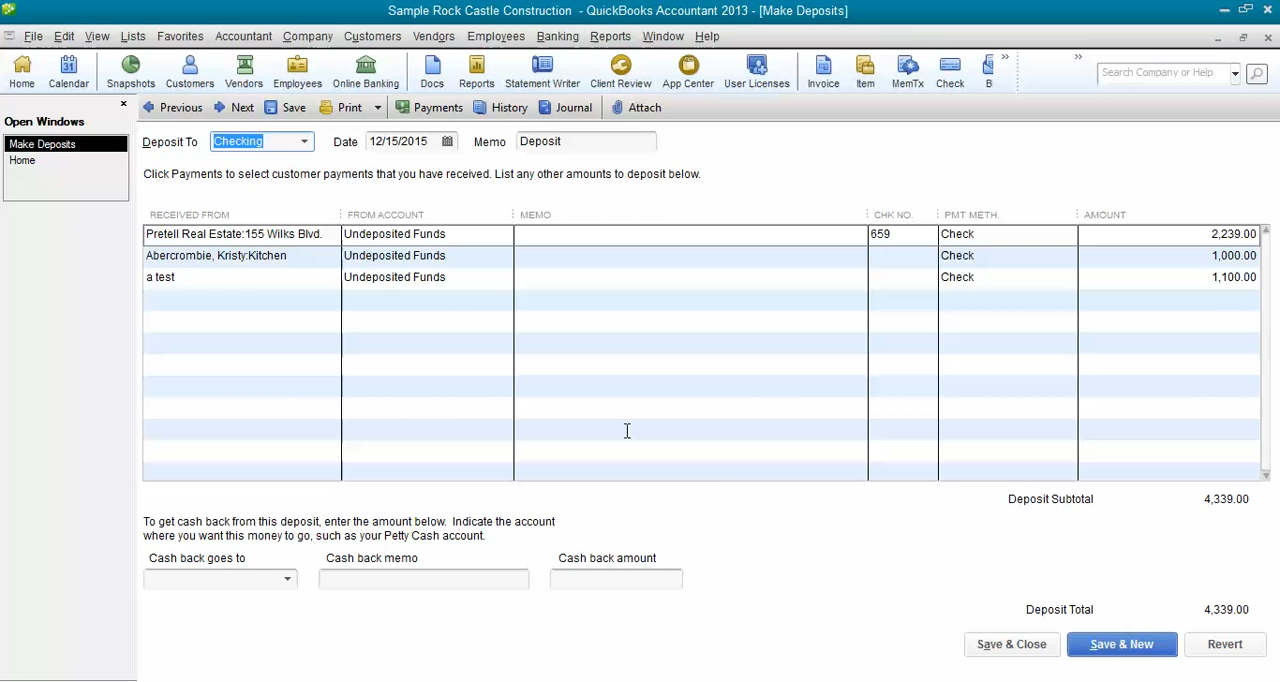 Sample Rock Castle Construction - QuickBooks Accountant 2013 - [Make Deposits]
File Edit View Lists Favorites Accountant Company Customers Vendors Employees Banking Reports Window Help
Home Calendar Snapshots Customers Vendors Employees Online Banking Docs Reports Statement Writer Client Review App Center User Licenses Invoice Item MemTx Check B
Search Company or Help
Previous Next Save Print Payments History Journal Attach
Open Windows
Make Deposits
Home
Deposit To Checking Date 12/15/2015 Memo Deposit
Click Payments to select customer payments that you have received. List any other amounts to deposit below.
RECEIVED FROM FROM ACCOUNT MEMO CHK NO. PMT METH. AMOUNT
Pretell Real Estate:155 Wilks Blvd. Undeposited Funds 659 Check 2,239.00
Abercrombie, Kristy:Kitchen Undeposited Funds Check 1,000.00
a test Undeposited Funds Check 1,100.00
Deposit Subtotal 4,339.00
To get cash back from this deposit, enter the amount below. Indicate the account
where you want this money to go, such as your Petty Cash account.
Cash back goes to Cash back memo Cash back amount
Deposit Total 4,339.00
Save & Close Save & New Revert